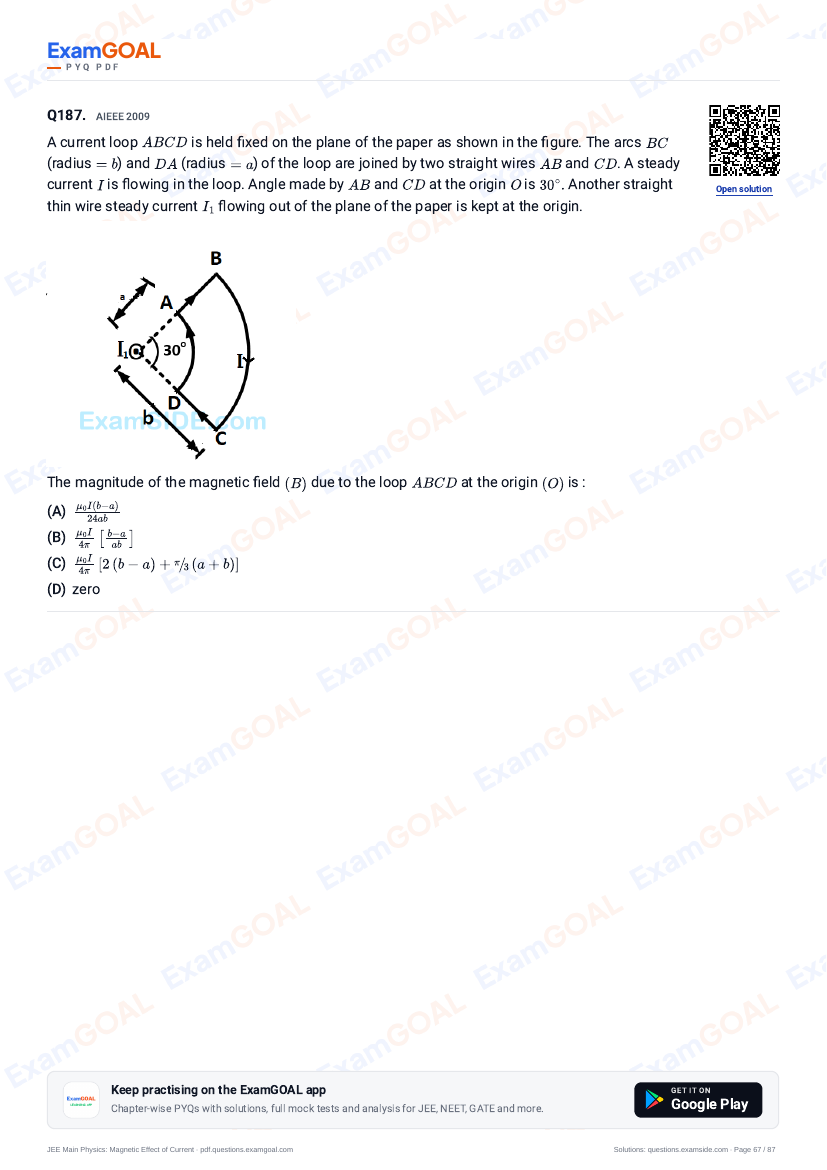 ExamGOAL
PYQ PDF
Q187. AIEEE 2009
A current loop ABCD is held fixed on the plane of the paper as shown in the figure. The arcs BC
(radius = b) and DA (radius = a) of the loop are joined by two straight wires AB and CD. A steady
current I is flowing in the loop. Angle made by AB and CD at the origin O is 30°. Another straight
thin wire steady current I₁ flowing out of the plane of the paper is kept at the origin.
Open solution
B
a
A
I₁
30°
I
D
b
C
ExamSIDE.com
The magnitude of the magnetic field (B) due to the loop ABCD at the origin (O) is :
(A) μ₀I(b−a)/24ab
(B) μ₀I/4π [b−a/ab]
(C) μ₀I/4π [2 (b − a) + π/3 (a + b)]
(D) zero
Keep practising on the ExamGOAL app
Chapter-wise PYQs with solutions, full mock tests and analysis for JEE, NEET, GATE and more.
GET IT ON
Google Play
JEE Main Physics: Magnetic Effect of Current · pdf.questions.examgoal.com
Solutions: questions.examside.com · Page 67 / 87